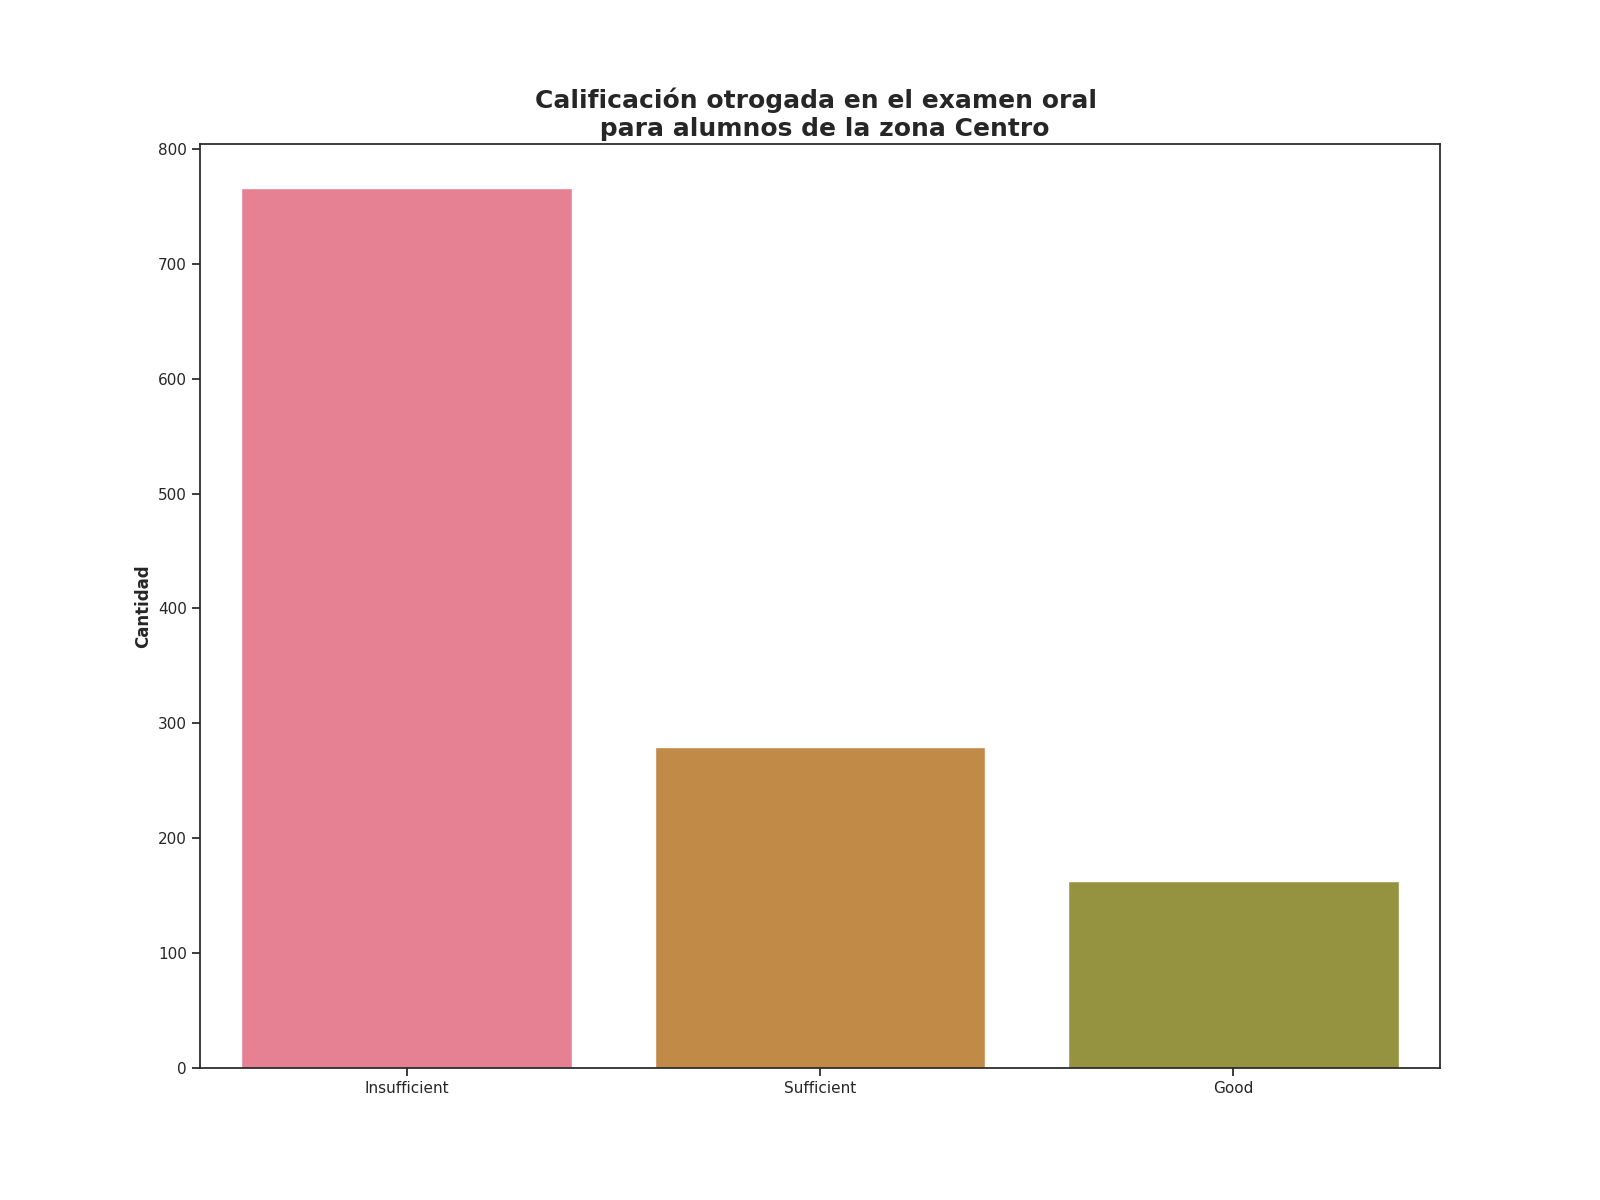 Calificación otrogada en el examen oral
para alumnos de la zona Centro
800
700
600
500
400
300
200
100
0
Cantidad
Insufficient
Sufficient
Good